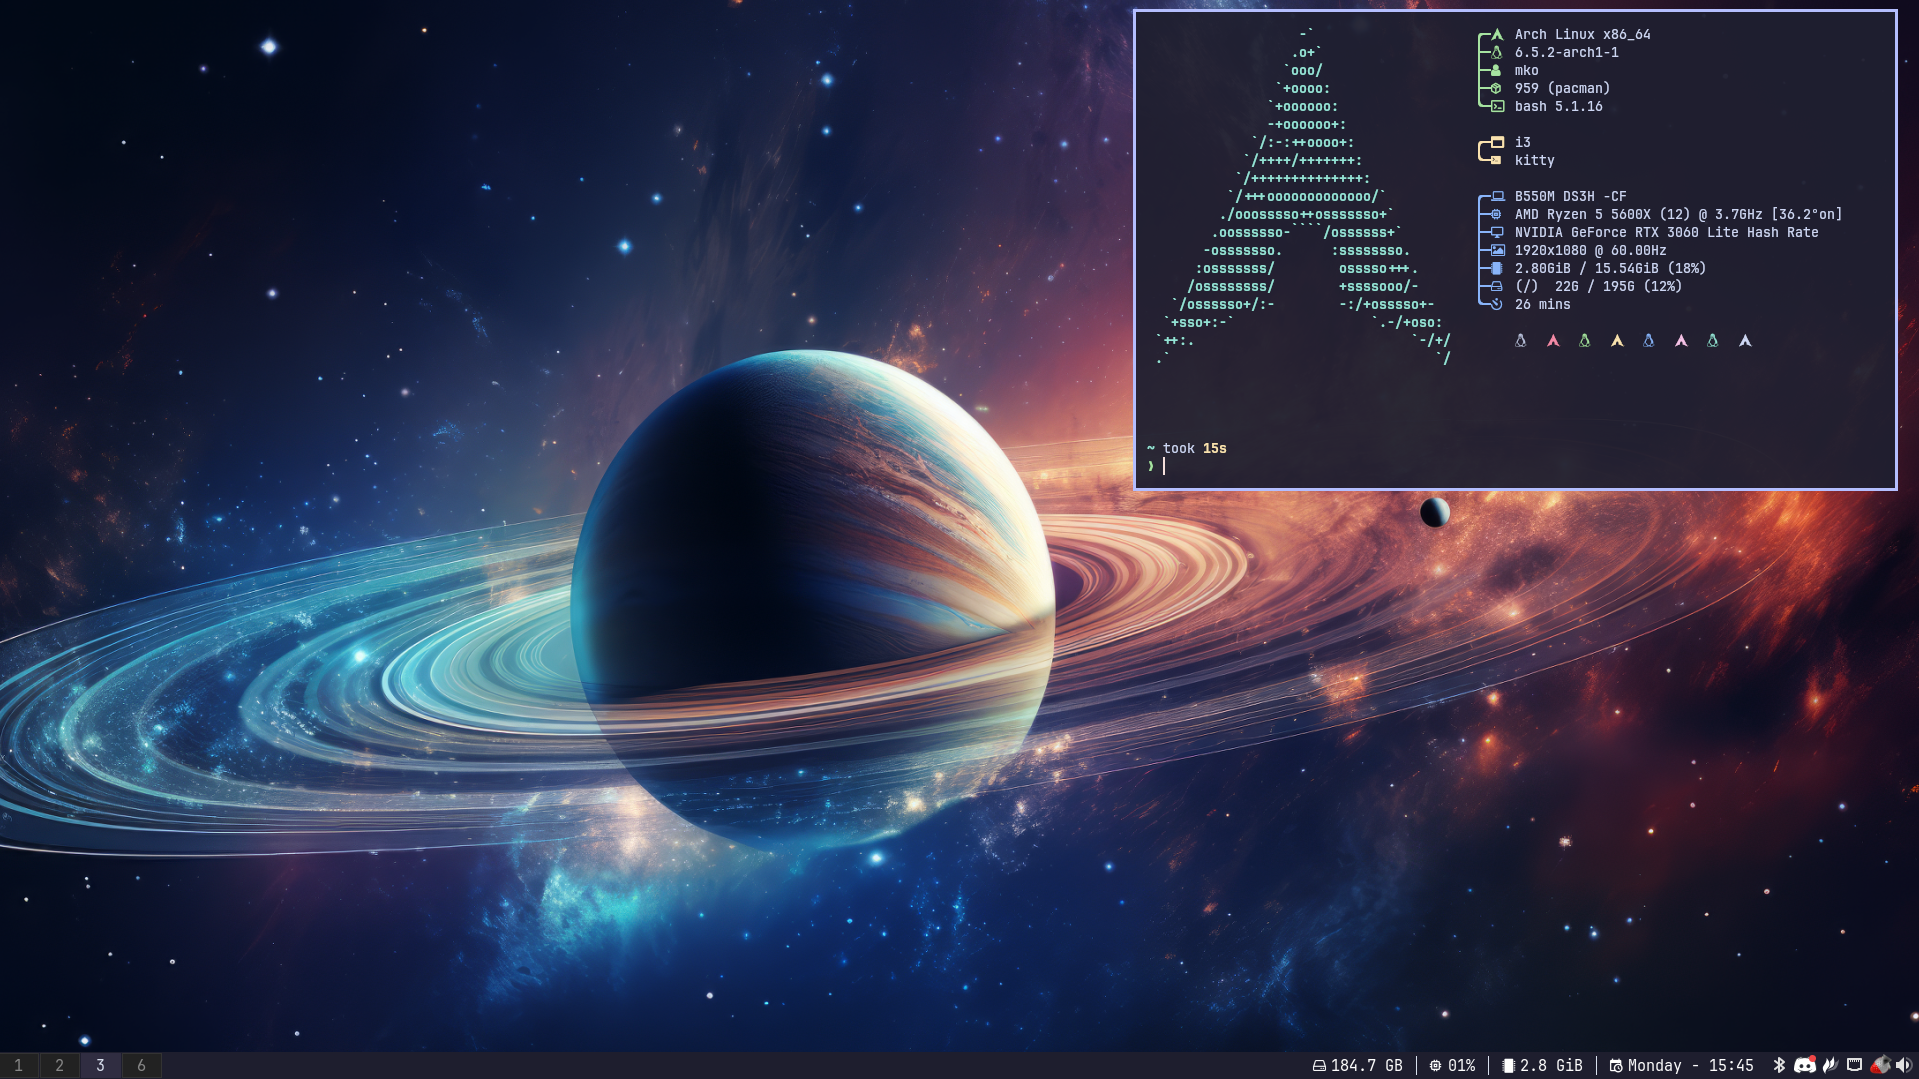 -`
.o+`
`ooo/
`+oooo:
`+oooooo:
-+oooooo+:
`/:-:++oooo+:
`/++++/+++++++:
`/++++++++++++++:
`/+++ooooooooooooo/`
./ooosssso++osssssso+`
.oossssso-````/ossssss+`
-osssssso.      :ssssssso.
:osssssss/        osssso+++.
/ossssssss/        +ssssooo/-
`/ossssso+/:-        -:/+osssso+-
`+sso+:-`                 `.-/+oso:
`++:.                           `-/+/
.`                                 `/
Arch Linux x86_64
6.5.2-arch1-1
mko
959 (pacman)
bash 5.1.16
i3
kitty
B550M DS3H -CF
AMD Ryzen 5 5600X (12) @ 3.7GHz [36.2°on]
NVIDIA GeForce RTX 3060 Lite Hash Rate
1920x1080 @ 60.00Hz
2.80GiB / 15.54GiB (18%)
(/)  22G / 195G (12%)
26 mins
~ took 15s
❯
1 2 3 6
184.7 GB | 01% | 2.8 GiB | Monday - 15:45